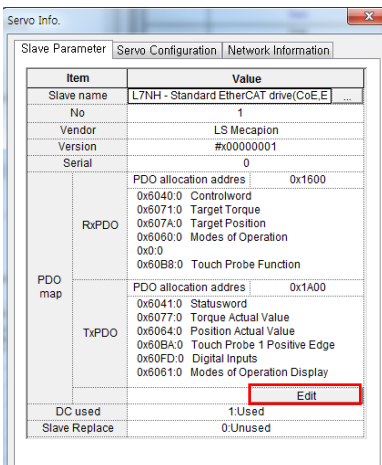 Servo Info.
x
Slave Parameter Servo Configuration Network Information
Item Value
Slave name L7NH - Standard EtherCAT drive(CoE,E ...
No 1
Vendor LS Mecapion
Version #x00000001
Serial 0
PDO map
RxPDO
PDO allocation addres 0x1600
0x6040:0 Controlword
0x6071:0 Target Torque
0x607A:0 Target Position
0x6060:0 Modes of Operation
0x0:0
0x60B8:0 Touch Probe Function
TxPDO
PDO allocation addres 0x1A00
0x6041:0 Statusword
0x6077:0 Torque Actual Value
0x6064:0 Position Actual Value
0x60BA:0 Touch Probe 1 Positive Edge
0x60FD:0 Digital Inputs
0x6061:0 Modes of Operation Display
Edit
DC used 1:Used
Slave Replace 0:Unused